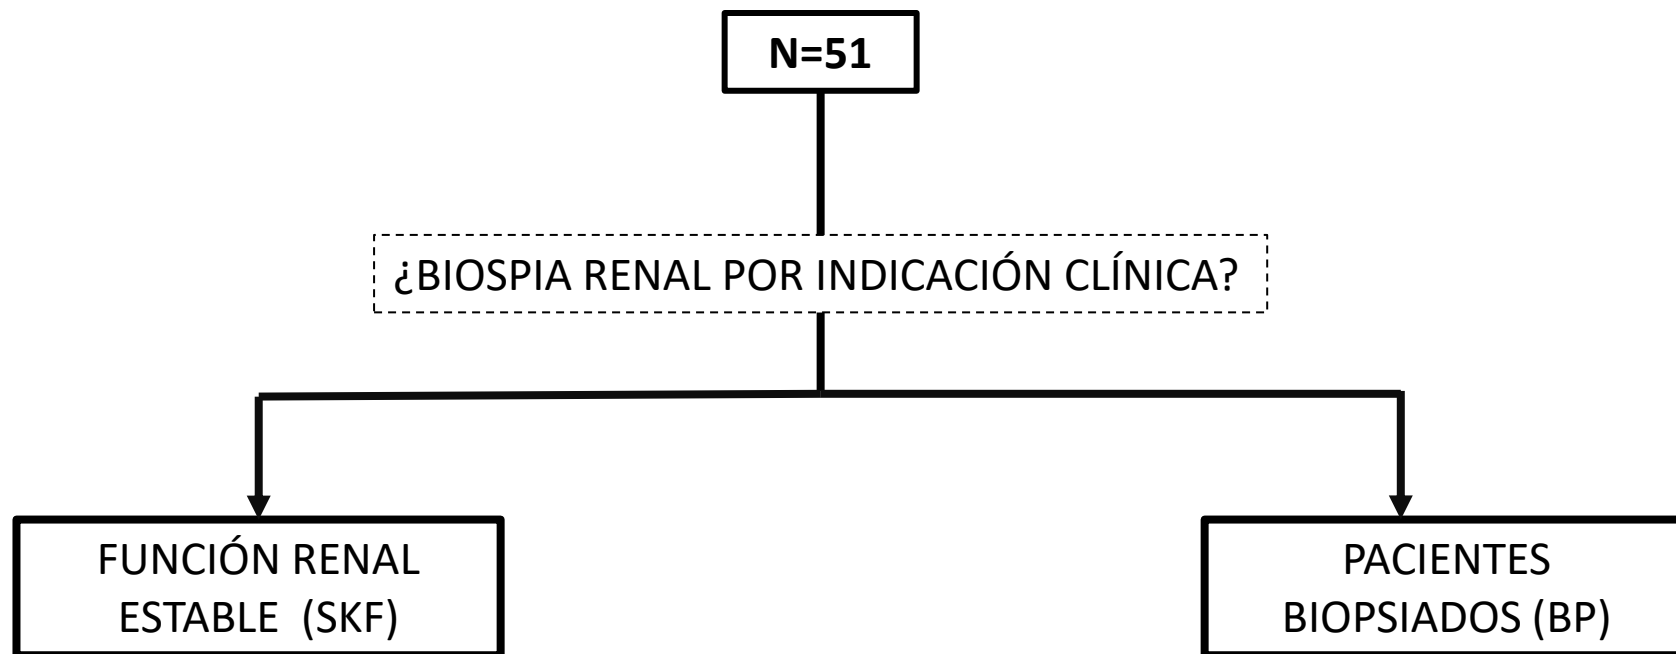 N=51
¿BIOSPIA RENAL POR INDICACIÓN CLÍNICA?
FUNCIÓN RENAL
ESTABLE (SKF)
PACIENTES
BIOPSIADOS (BP)